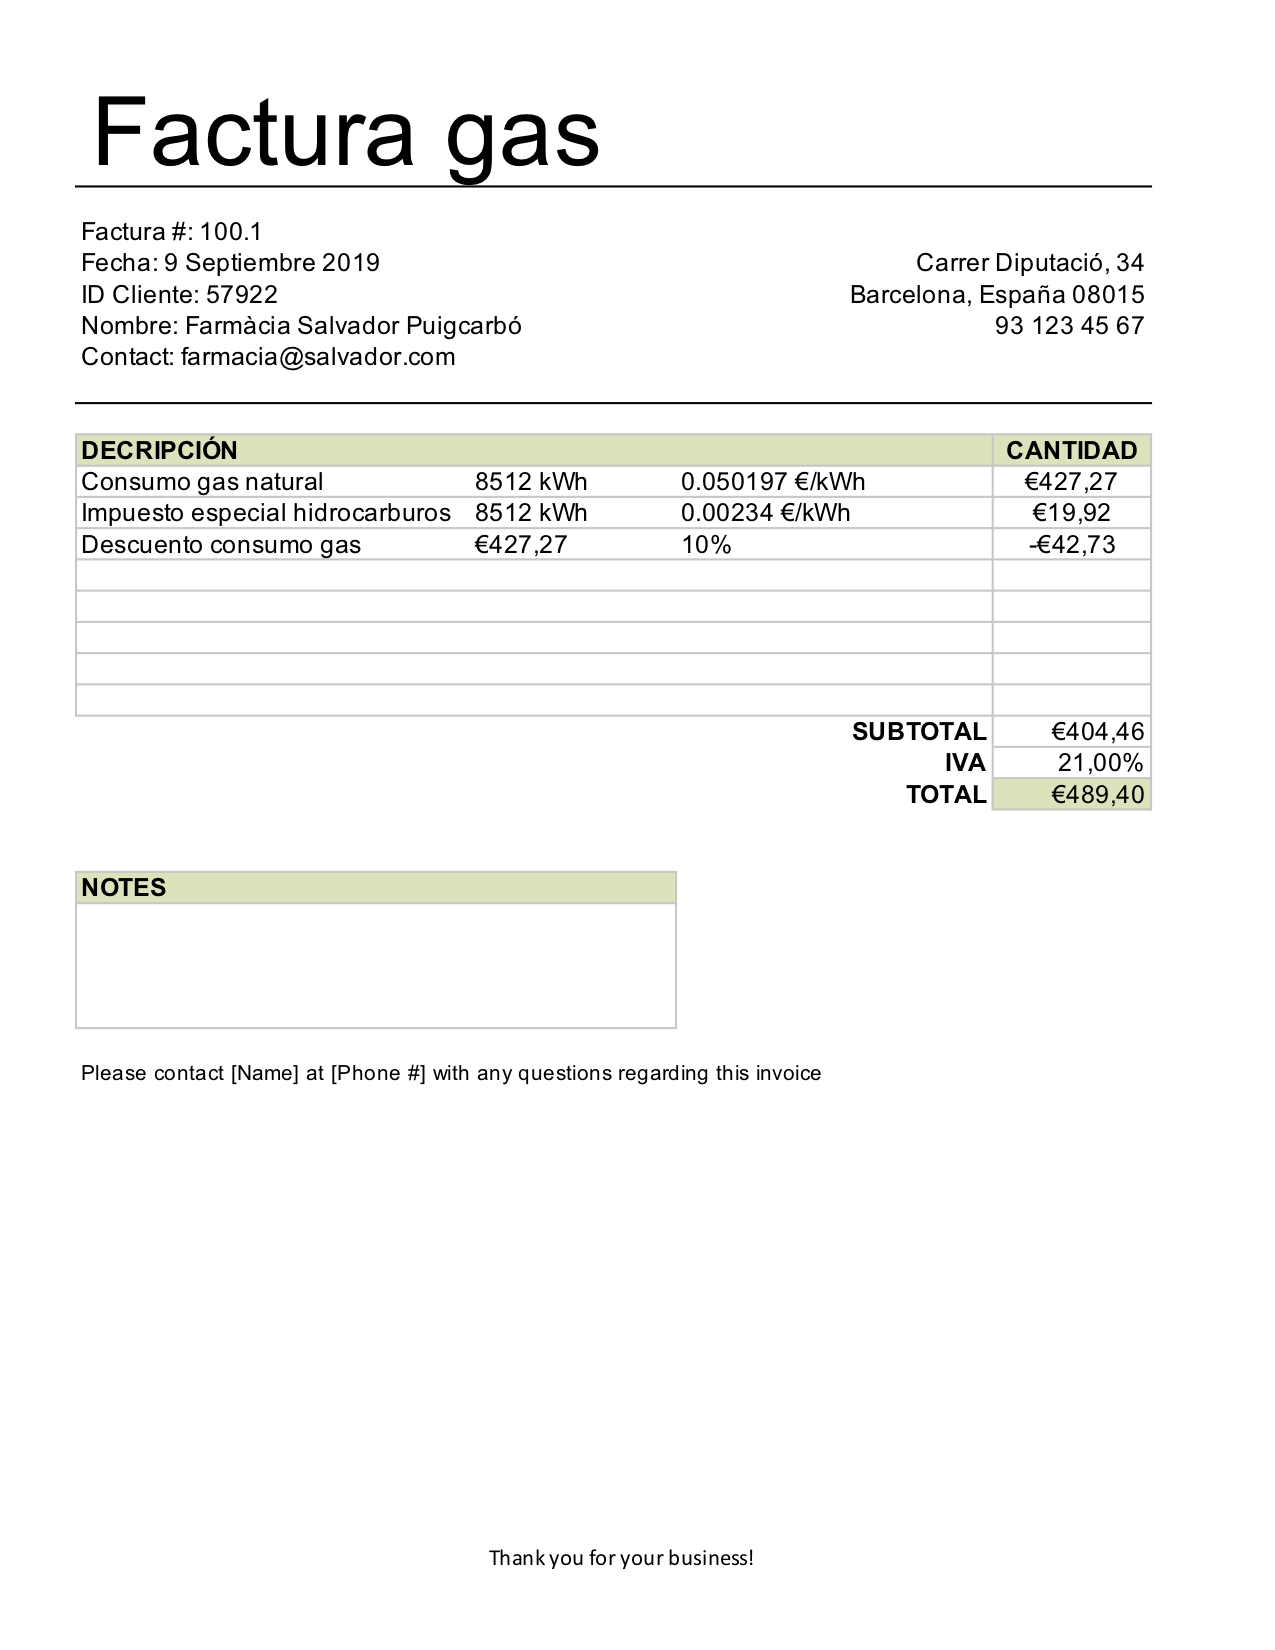 Factura gas
Factura #: 100.1
Fecha: 9 Septiembre 2019 Carrer Diputació, 34
ID Cliente: 57922 Barcelona, España 08015
Nombre: Farmàcia Salvador Puigcarbó 93 123 45 67
Contact: farmacia@salvador.com
DECRIPCIÓN CANTIDAD
Consumo gas natural 8512 kWh 0.050197 €/kWh €427,27
Impuesto especial hidrocarburos 8512 kWh 0.00234 €/kWh €19,92
Descuento consumo gas €427,27 10% -€42,73
SUBTOTAL €404,46
IVA 21,00%
TOTAL €489,40
NOTES
Please contact [Name] at [Phone #] with any questions regarding this invoice
Thank you for your business!